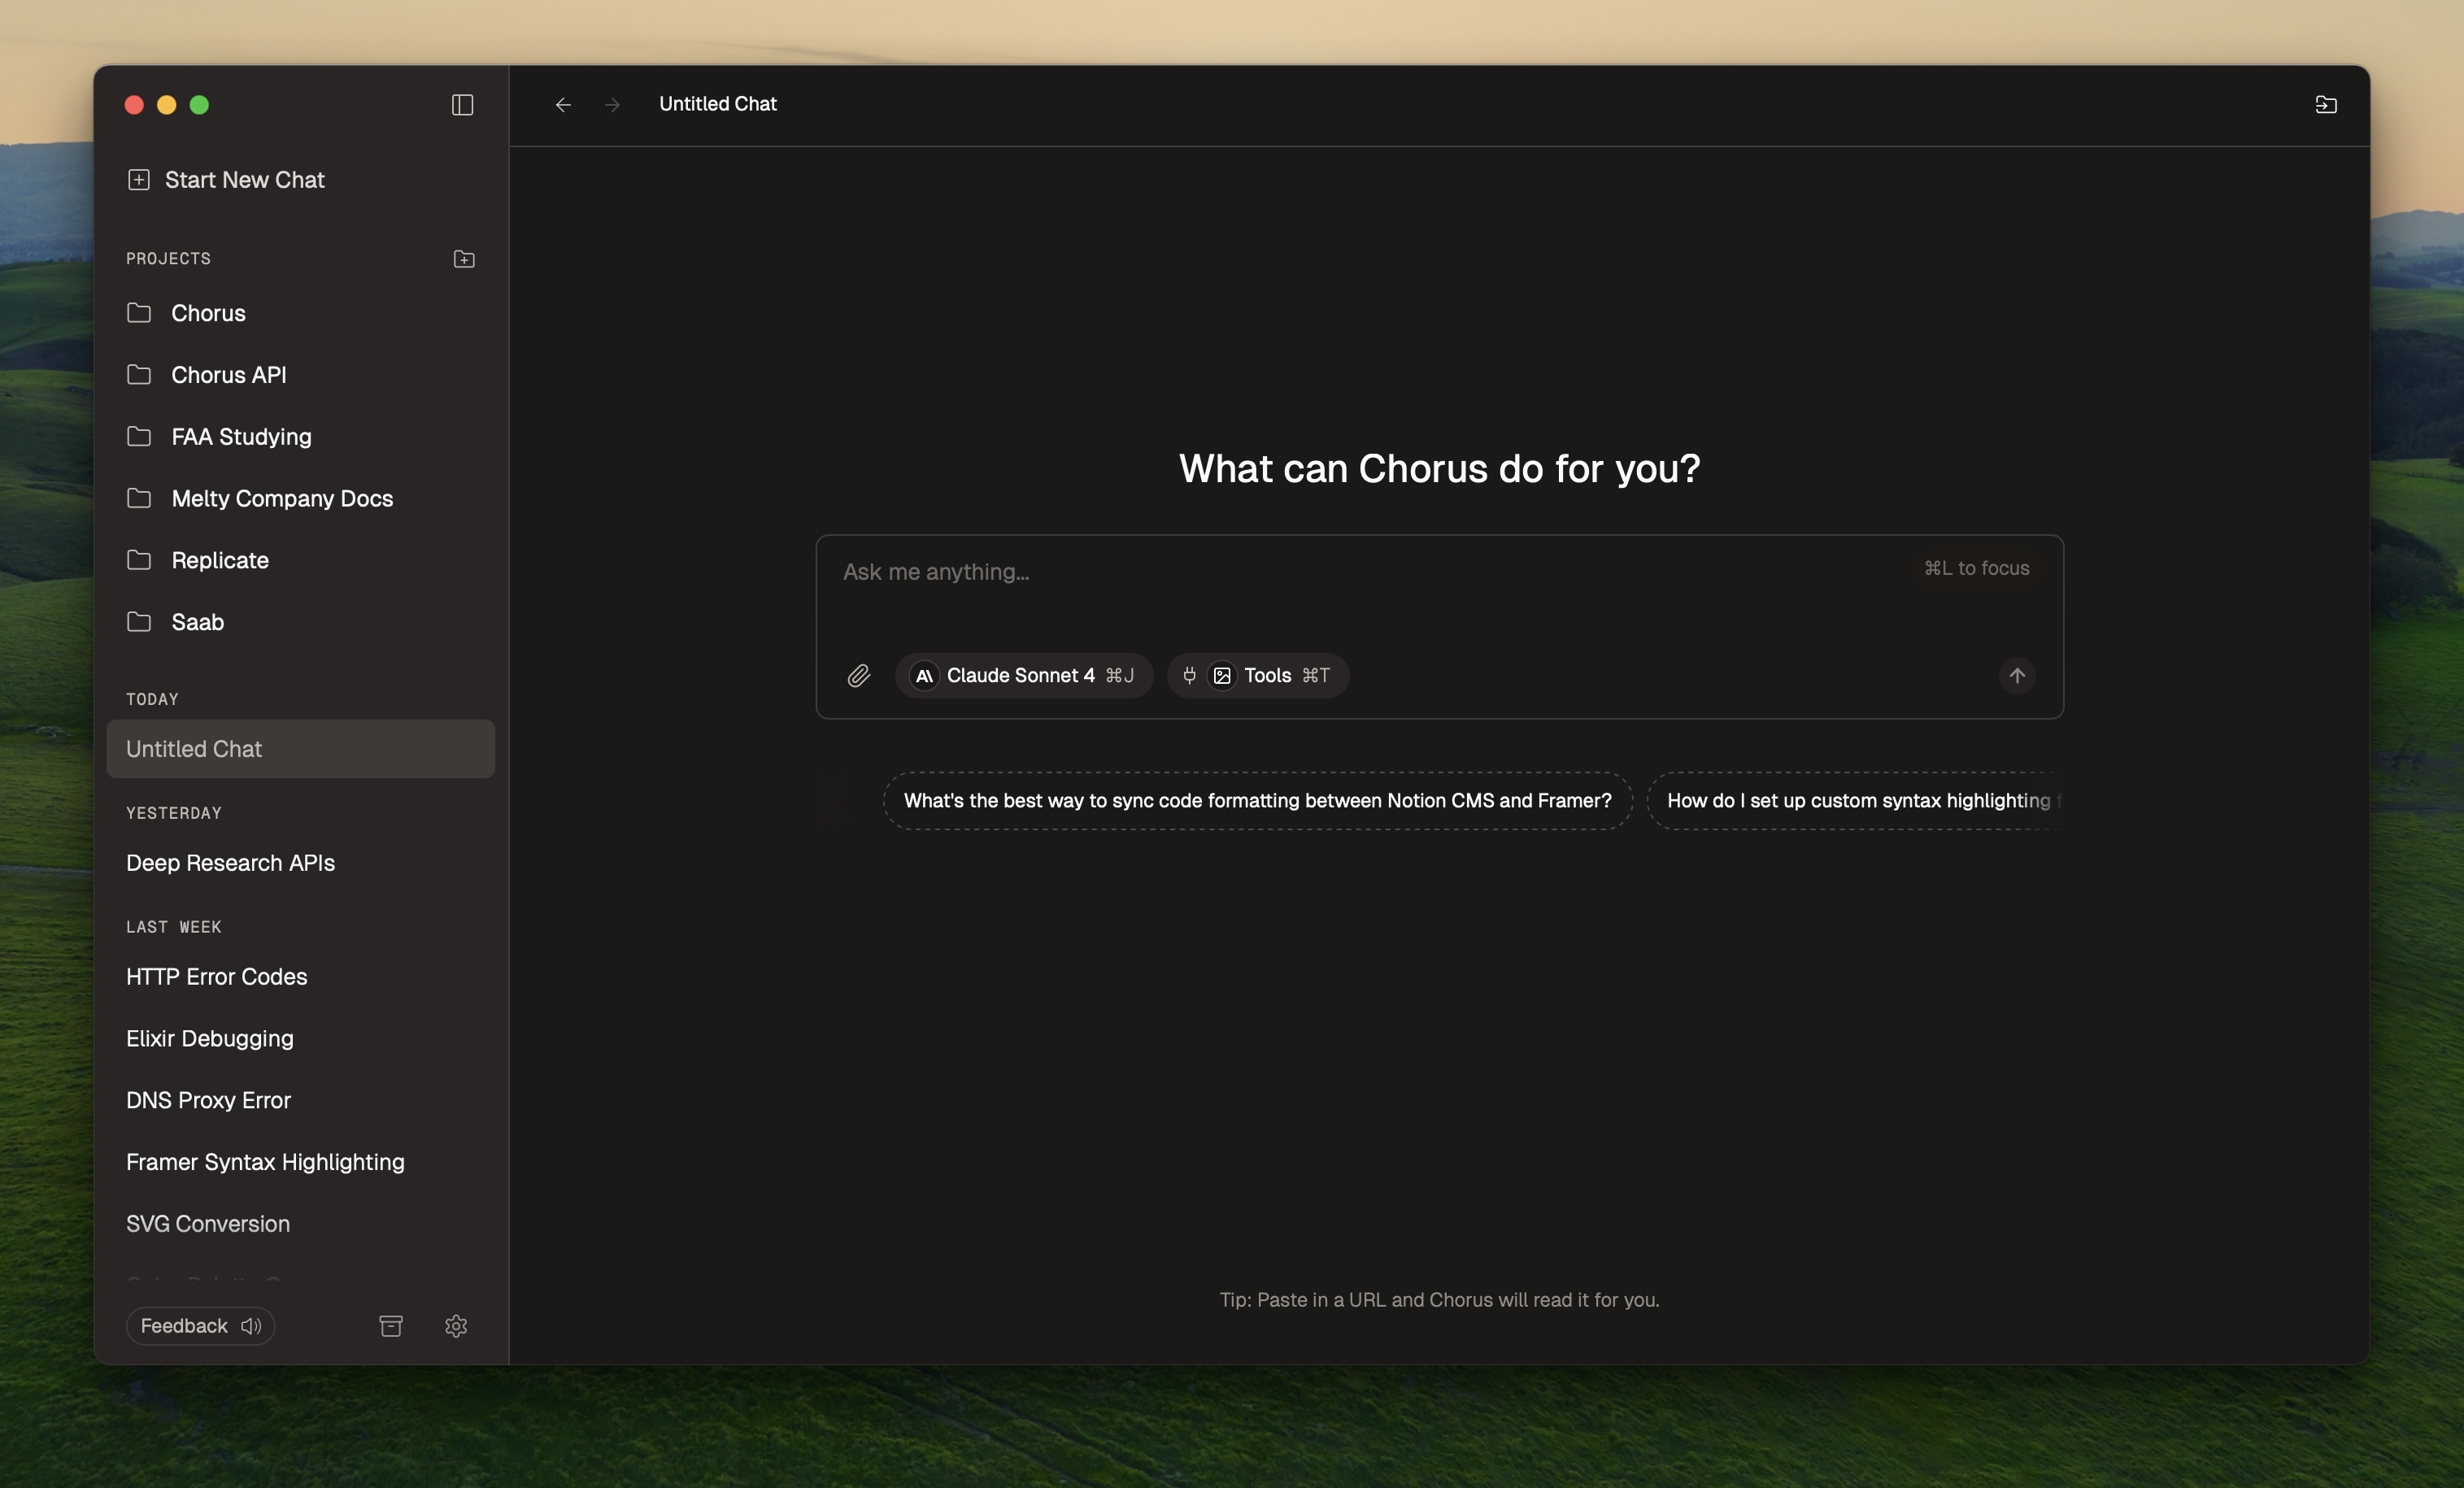 Untitled Chat
Start New Chat
PROJECTS
Chorus
Chorus API
FAA Studying
Melty Company Docs
Replicate
Saab
TODAY
Untitled Chat
YESTERDAY
Deep Research APIs
LAST WEEK
HTTP Error Codes
Elixir Debugging
DNS Proxy Error
Framer Syntax Highlighting
SVG Conversion
Feedback
What can Chorus do for you?
Ask me anything...
⌘L to focus
Claude Sonnet 4 ⌘J
Tools ⌘T
What's the best way to sync code formatting between Notion CMS and Framer?
How do I set up custom syntax highlighting
Tip: Paste in a URL and Chorus will read it for you.